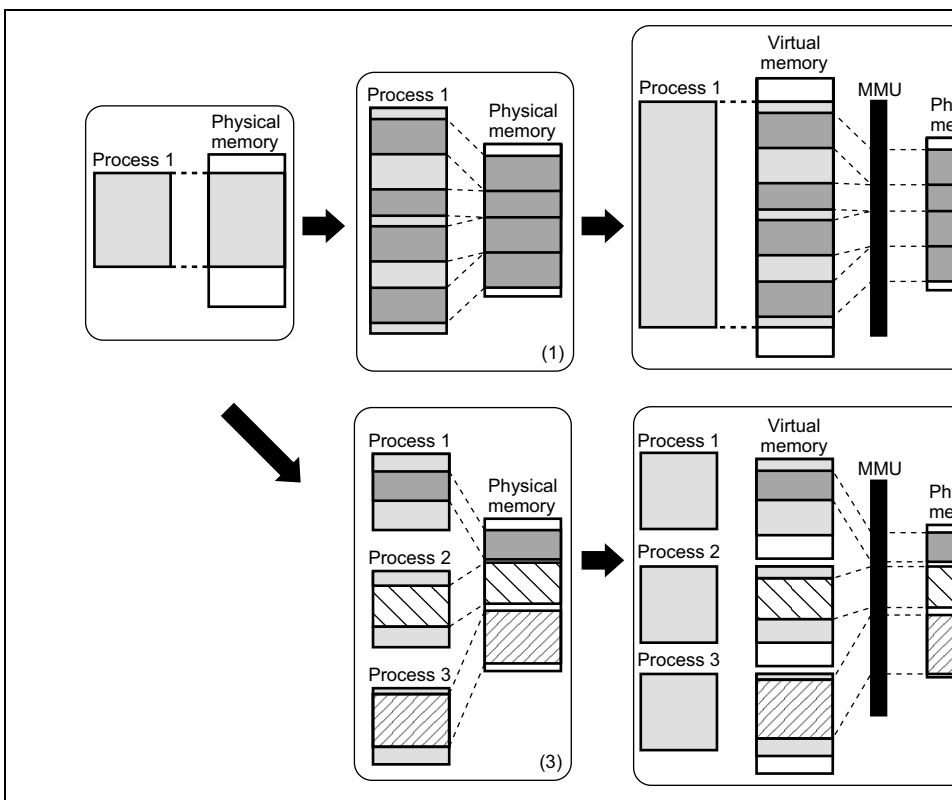 Process 1
Physical
memory
Process 1
Physical
memory
(1)
Virtual
memory
Process 1
MMU
Process 1
Physical
memory
Process 2
Process 3
(3)
Virtual
memory
Process 1
MMU
Process 2
Process 3